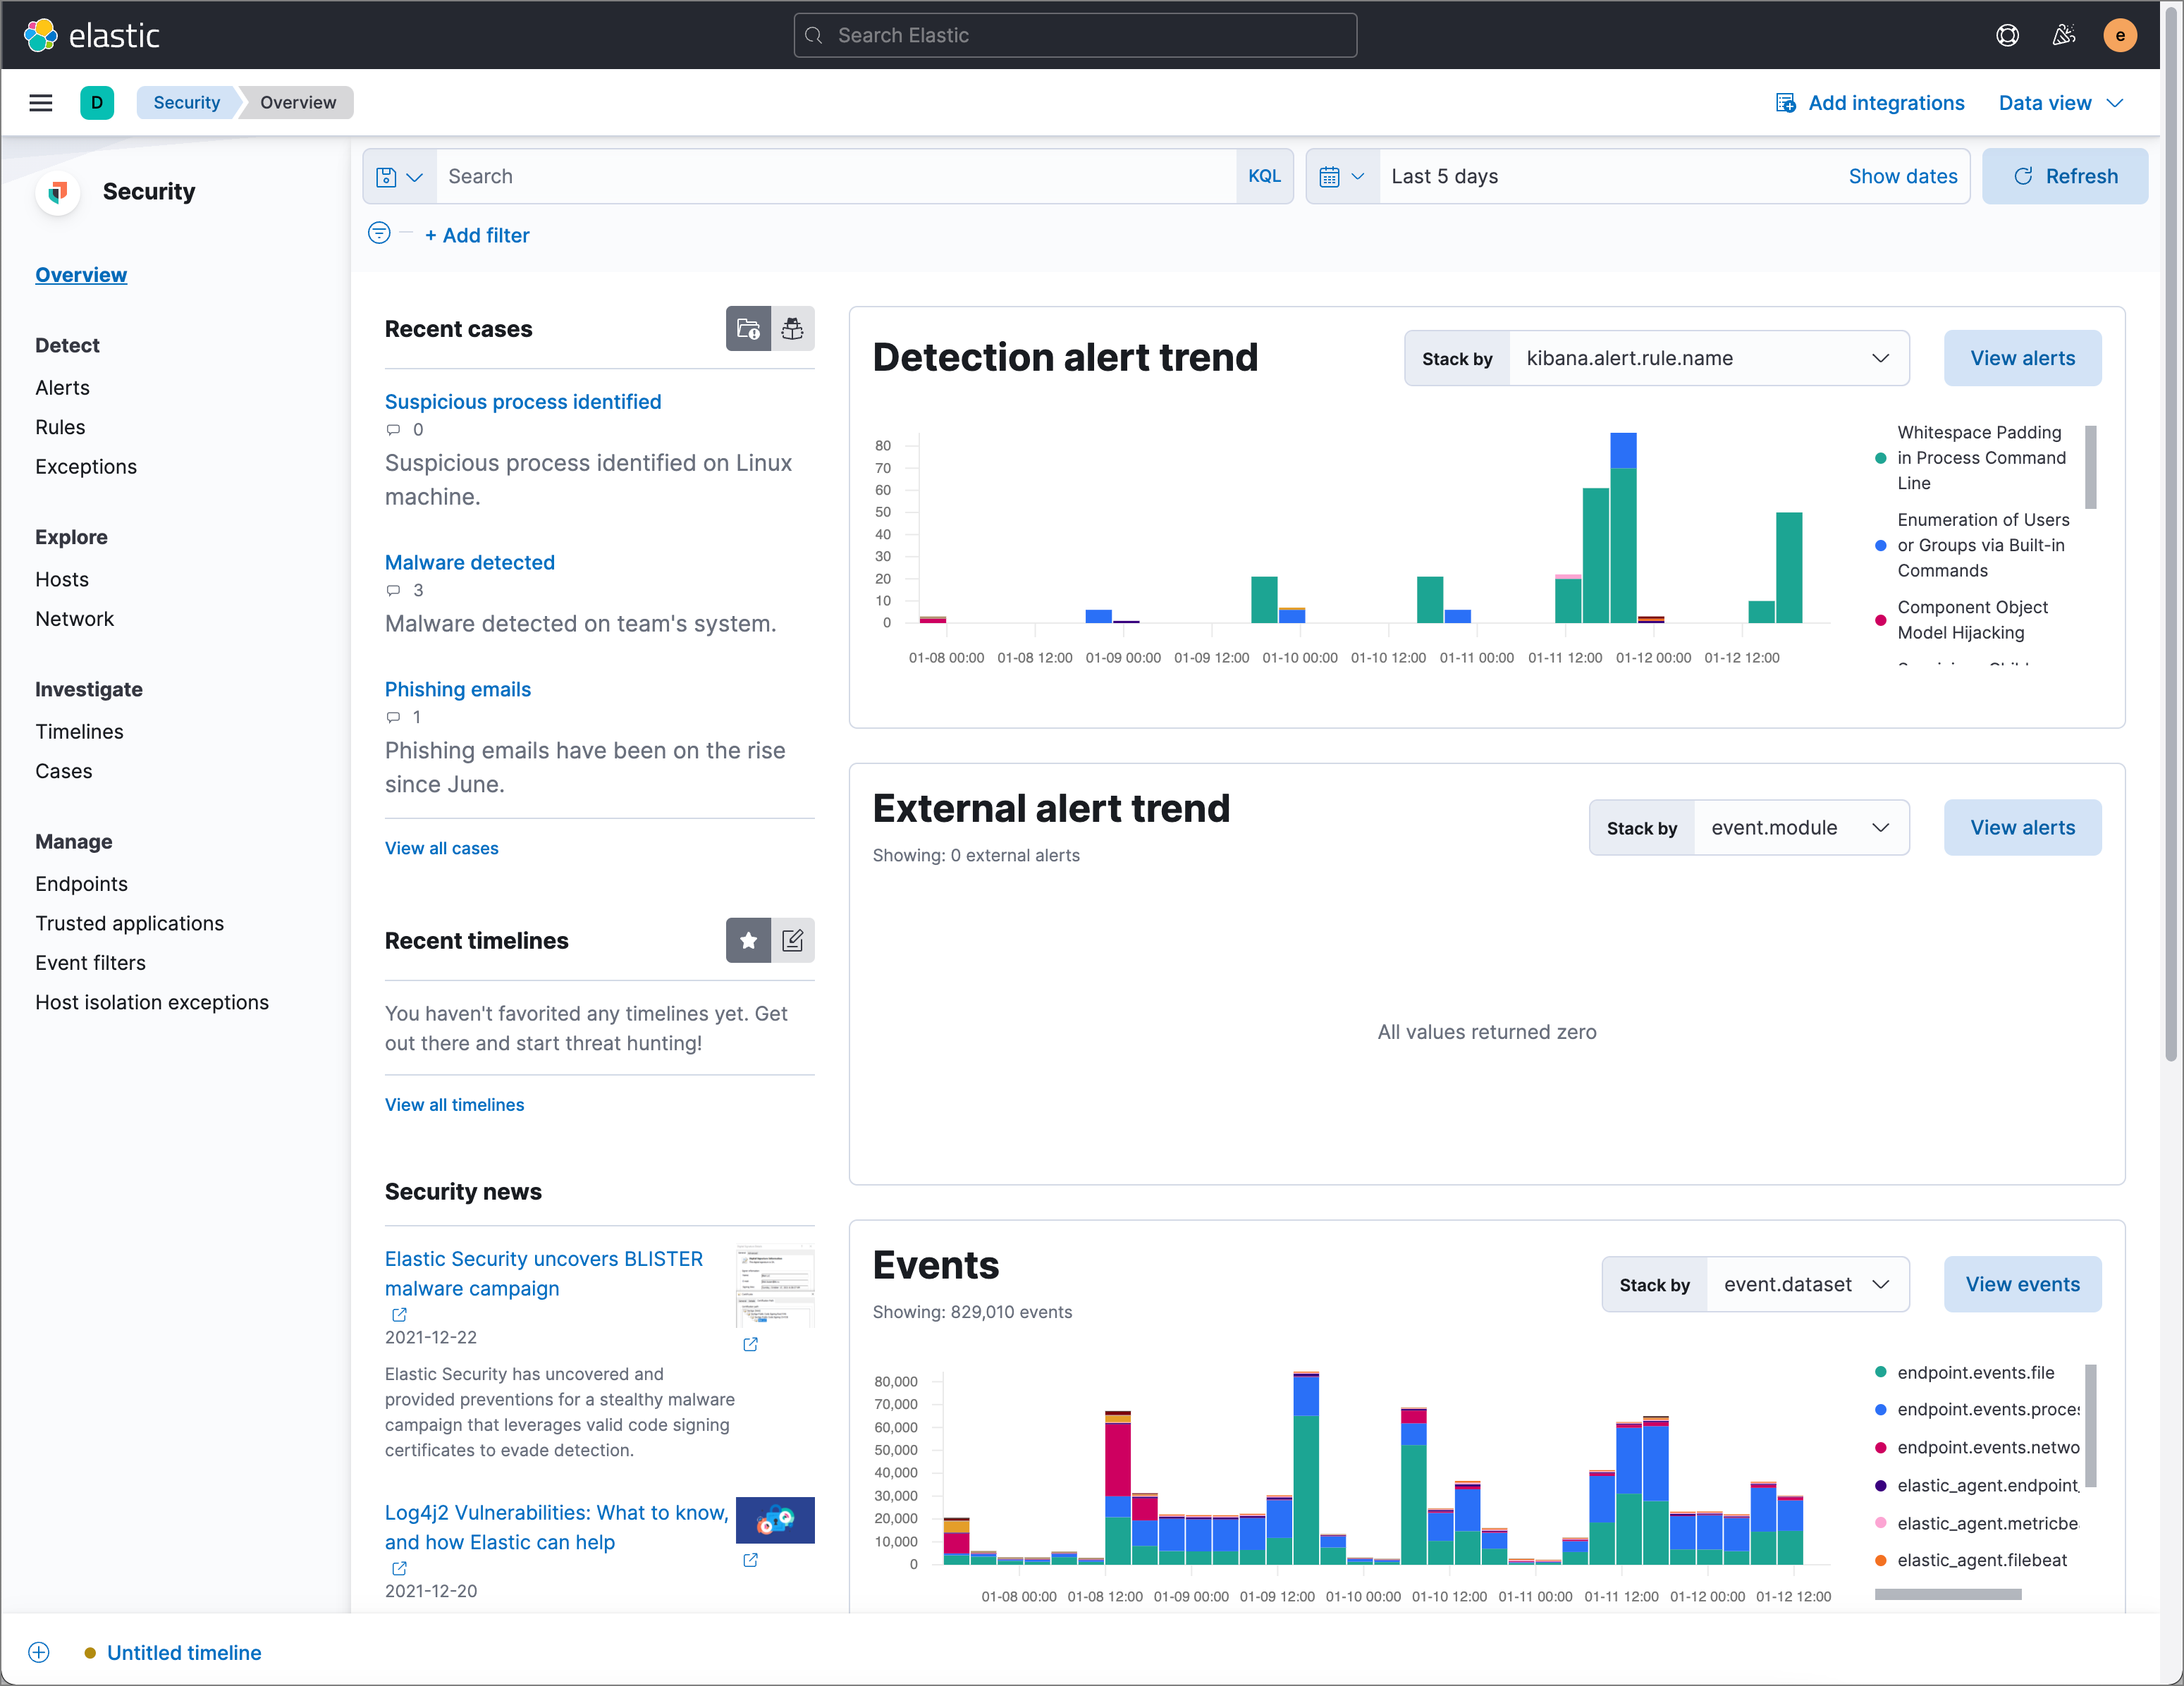 elastic
Search Elastic
e
D
Security
Overview
Add integrations
Data view
Security
Overview
Detect
Alerts
Rules
Exceptions
Explore
Hosts
Network
Investigate
Timelines
Cases
Manage
Endpoints
Trusted applications
Event filters
Host isolation exceptions
Search
KQL
Last 5 days
Show dates
Refresh
+ Add filter
Recent cases
Suspicious process identified
0
Suspicious process identified on Linux
machine.
Malware detected
3
Malware detected on team's system.
Phishing emails
1
Phishing emails have been on the rise
since June.
View all cases
Recent timelines
You haven't favorited any timelines yet. Get
out there and start threat hunting!
View all timelines
Security news
Elastic Security uncovers BLISTER
malware campaign
2021-12-22
Elastic Security has uncovered and
provided preventions for a stealthy malware
campaign that leverages valid code signing
certificates to evade detection.
Log4j2 Vulnerabilities: What to know,
and how Elastic can help
2021-12-20
Detection alert trend
Stack by
kibana.alert.rule.name
View alerts
80
70
60
50
40
30
20
10
0
01-08 00:00 01-08 12:00 01-09 00:00 01-09 12:00 01-10 00:00 01-10 12:00 01-11 00:00 01-11 12:00 01-12 00:00 01-12 12:00
Whitespace Padding
in Process Command
Line
Enumeration of Users
or Groups via Built-in
Commands
Component Object
Model Hijacking
External alert trend
Showing: 0 external alerts
Stack by
event.module
View alerts
All values returned zero
Events
Showing: 829,010 events
Stack by
event.dataset
View events
80,000
70,000
60,000
50,000
40,000
30,000
20,000
10,000
0
01-08 00:00 01-08 12:00 01-09 00:00 01-09 12:00 01-10 00:00 01-10 12:00 01-11 00:00 01-11 12:00 01-12 00:00 01-12 12:00
endpoint.events.file
endpoint.events.proces
endpoint.events.netwo
elastic_agent.endpoint_
elastic_agent.metricbe
elastic_agent.filebeat
Untitled timeline